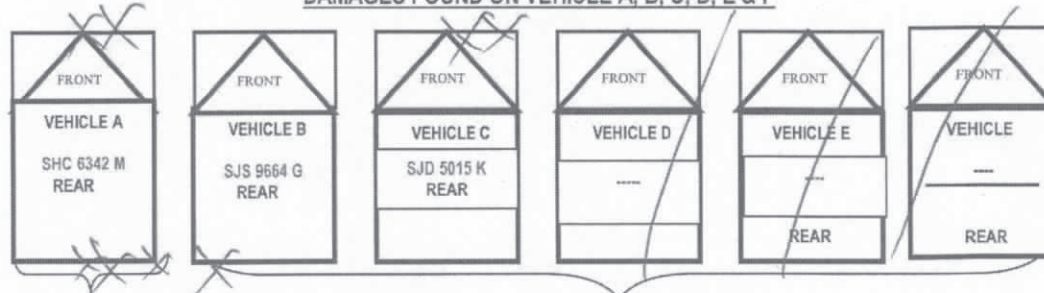 DAMAGES FOUND ON VEHICLE A, B, C, D, E & F
FRONT FRONT FRONT FRONT FRONT FRONT
VEHICLE A VEHICLE B VEHICLE C VEHICLE D VEHICLE E VEHICLE
SHC 6342 M SJS 9664 G SJD 5015 K ----- ---- ----
REAR REAR REAR
REAR REAR